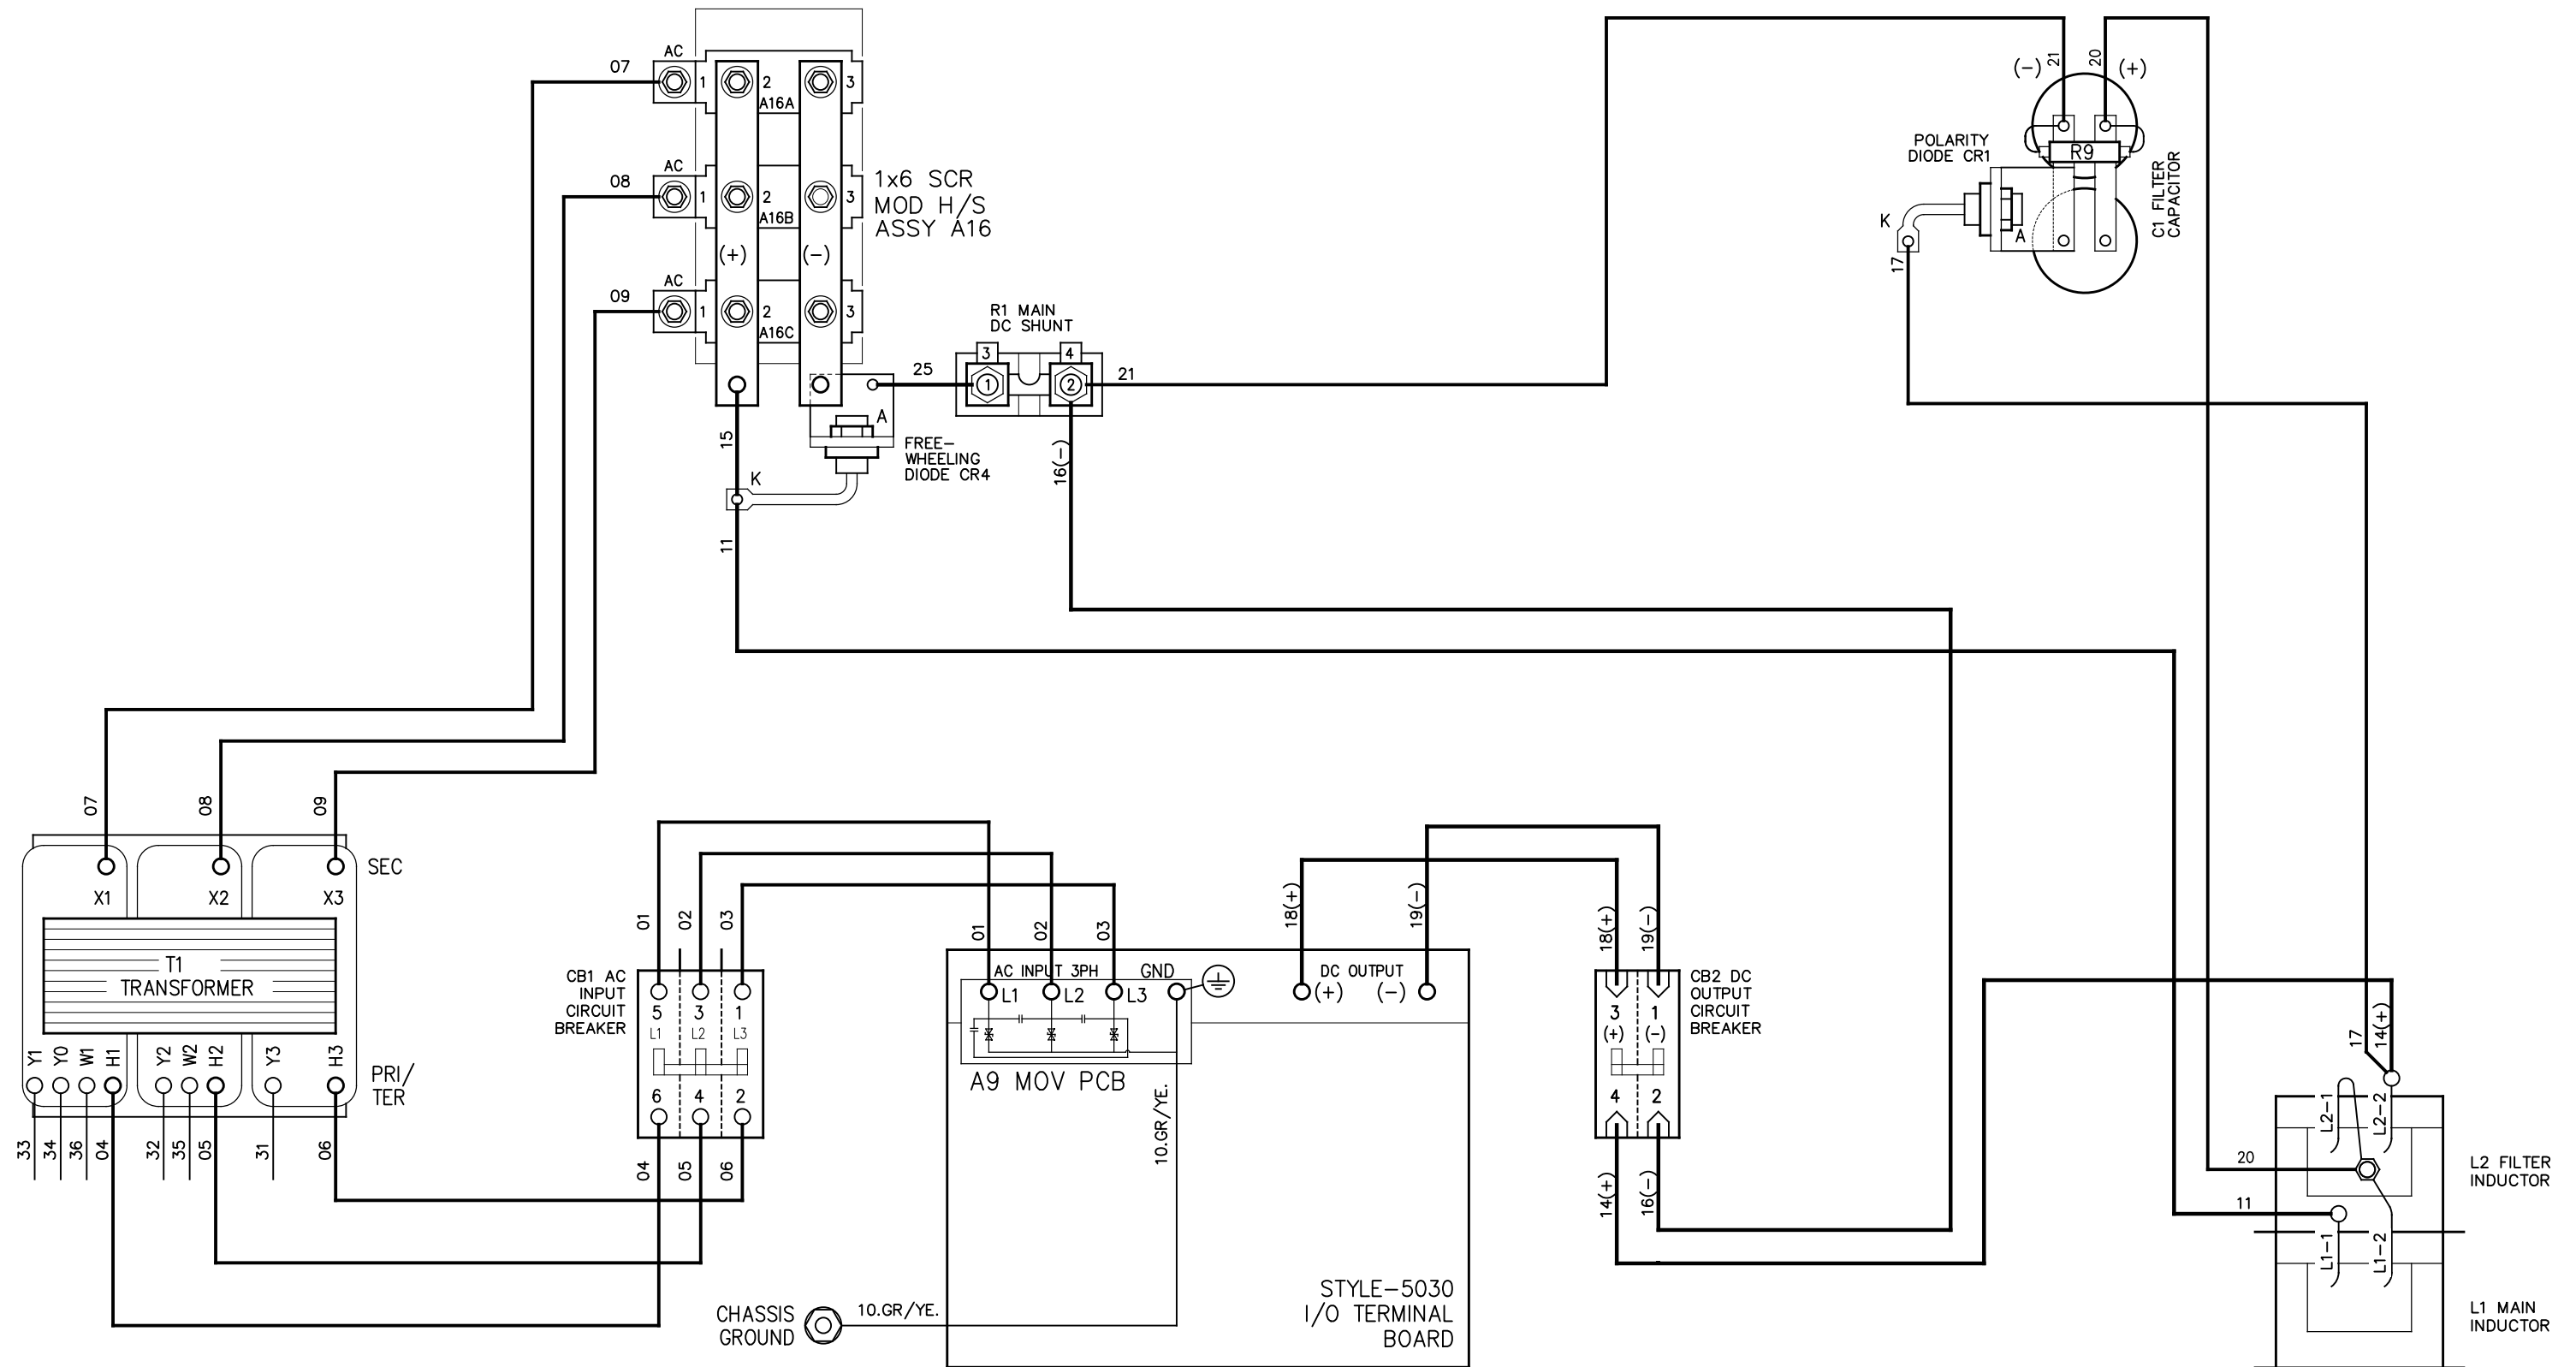 AC
07
1
2
3
A16A
AC
08
1
2
3
A16B
(+)
(-)
AC
09
1
2
3
A16C
1x6 SCR
MOD H/S
ASSY A16
R1 MAIN
DC SHUNT
3
4
1
2
25
21
15
K
A
FREE-
WHEELING
DIODE CR4
16(-)
11
(-)
21
20
(+)
POLARITY
DIODE CR1
R9
K
A
17
C1 FILTER
CAPACITOR
07
08
09
SEC
X1
X2
X3
T1
TRANSFORMER
Y1
Y0
W1
H1
Y2
W2
H2
Y3
H3
PRI/
TER
33
34
36
04
32
35
05
31
06
01
02
03
CB1 AC
INPUT
CIRCUIT
BREAKER
5
3
1
L1
L2
L3
6
4
2
04
05
06
01
02
03
18(+)
19(-)
AC INPUT 3PH
GND
L1
L2
L3
DC OUTPUT
(+)
(-)
A9 MOV PCB
10.GR/YE.
CHASSIS
GROUND
10.GR/YE.
STYLE-5030
I/O TERMINAL
BOARD
18(+)
19(-)
CB2 DC
OUTPUT
CIRCUIT
BREAKER
3
1
(+)
(-)
4
2
14(+)
16(-)
17
14(+)
L2-1
L2-2
20
11
L1-1
L1-2
L2 FILTER
INDUCTOR
L1 MAIN
INDUCTOR